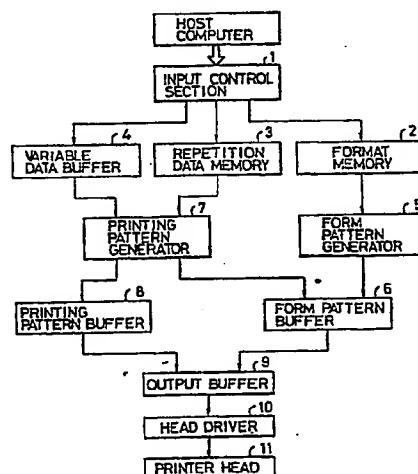 HOST
COMPUTER
1
INPUT CONTROL
SECTION
4
VARIABLE
DATA BUFFER
3
REPETITION
DATA MEMORY
2
FORMAT
MEMORY
7
PRINTING
PATTERN
GENERATOR
5
FORM
PATTERN
GENERATOR
8
PRINTING
PATTERN BUFFER
6
FORM PATTERN
BUFFER
9
OUTPUT BUFFER
10
HEAD DRIVER
11
PRINTER HEAD